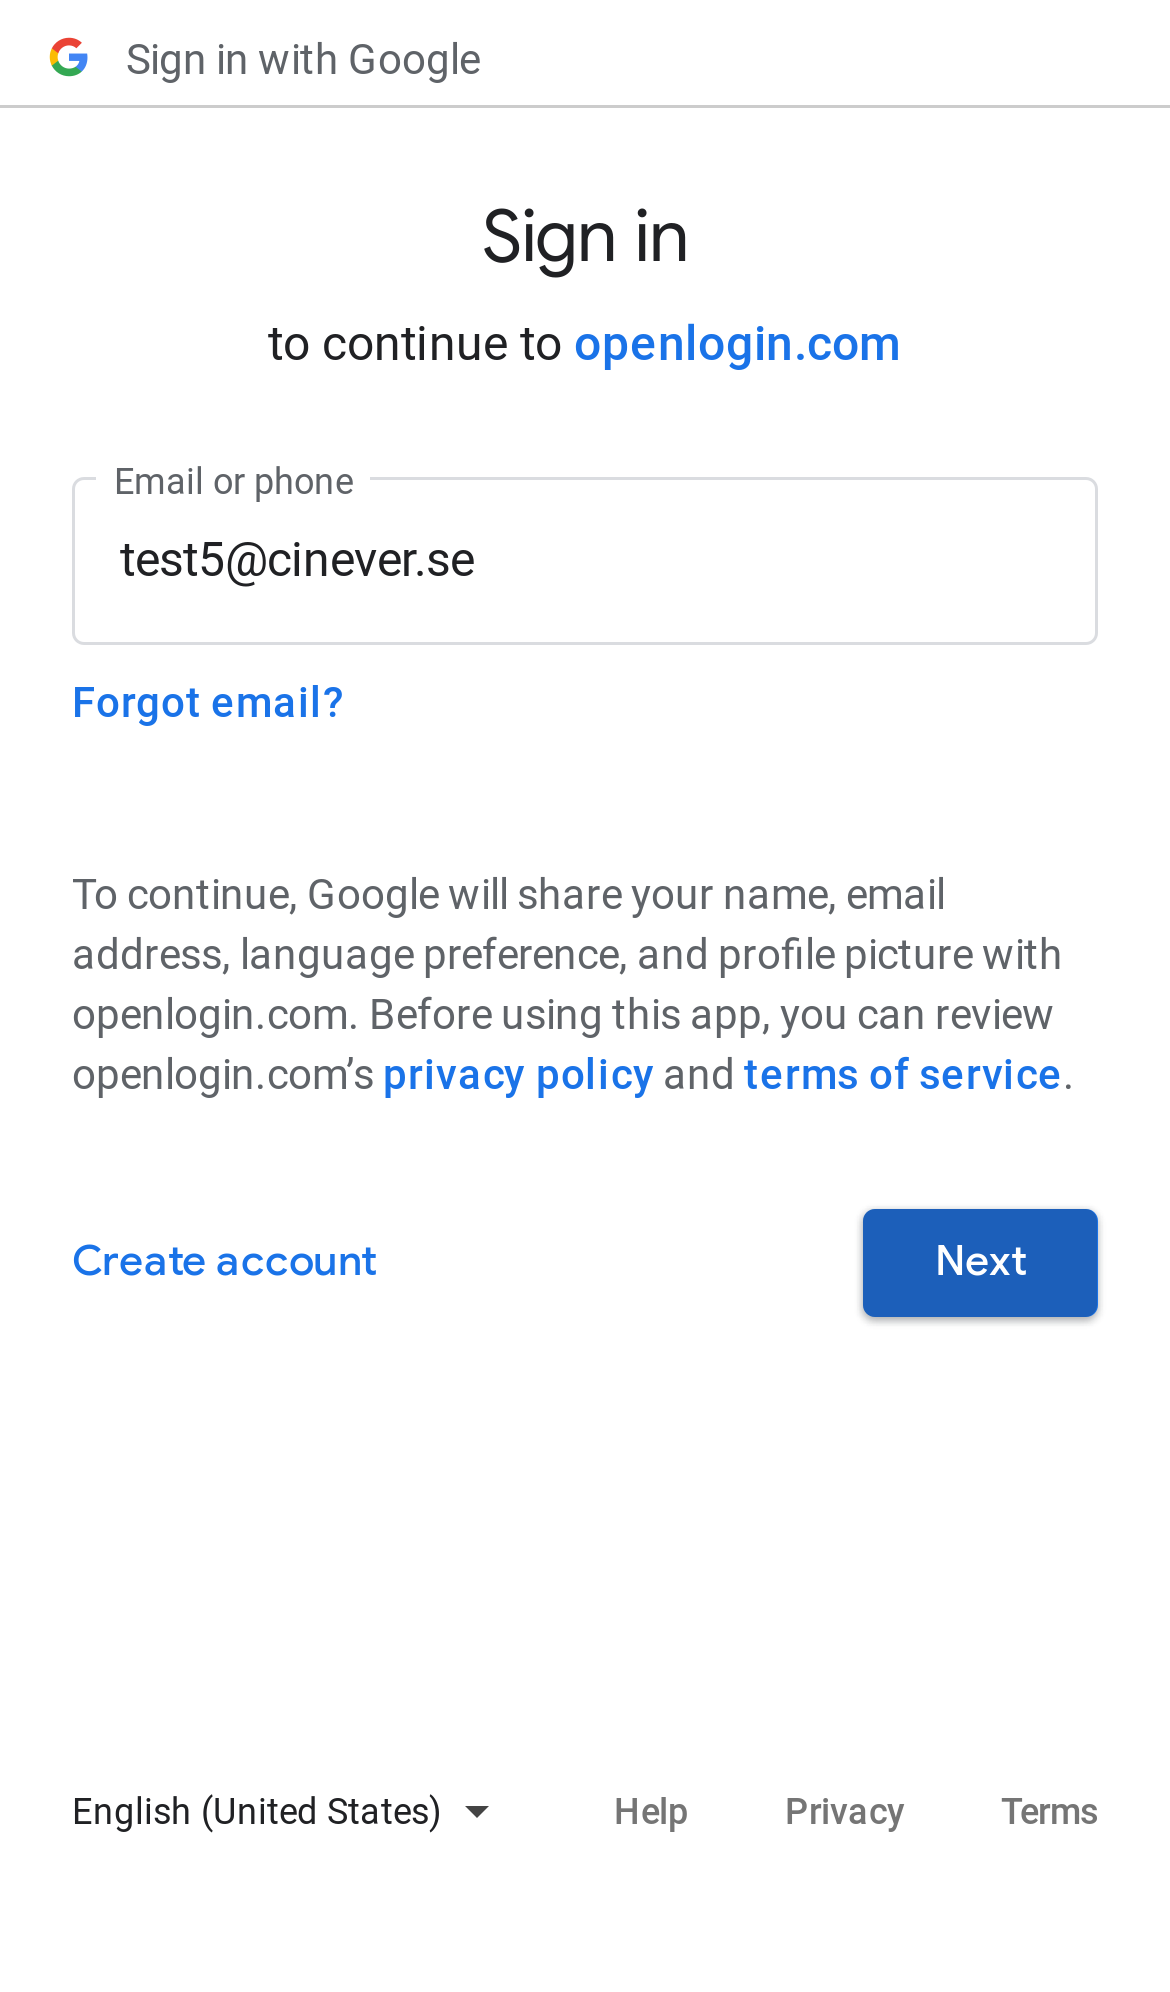 Sign in with Google
Sign in
to continue to openlogin.com
Email or phone
test5@cinever.se
Forgot email?
To continue, Google will share your name, email
address, language preference, and profile picture with
openlogin.com. Before using this app, you can review
openlogin.com’s privacy policy and terms of service.
Create account
Next
English (United States)
Help
Privacy
Terms